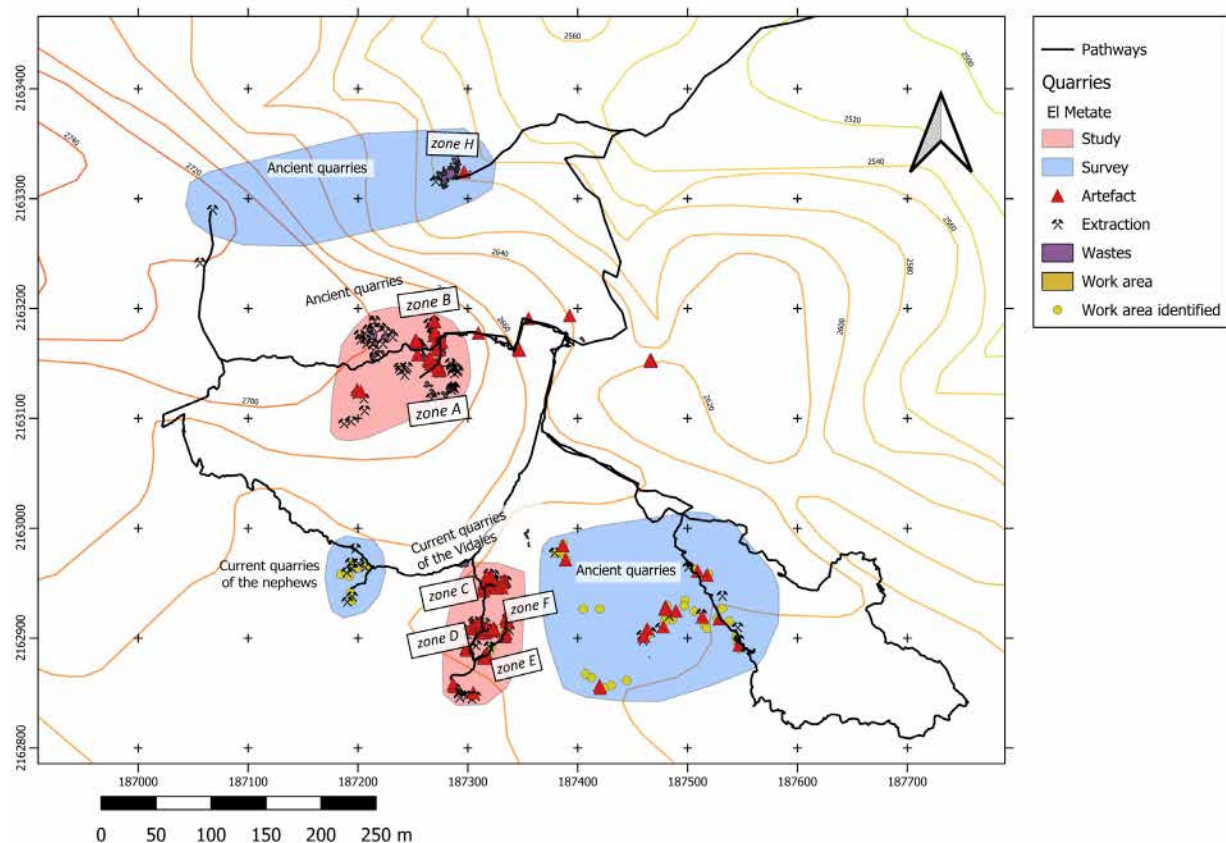 2560
2500
Pathways
Quarries
El Metate
Study
Survey
Artefact
Extraction
Wastes
Work area
Work area identified
2163400
2520
2740
zone H
2720
Ancient quarries
2540
2163300
2560
2640
2580
Ancient quarries
zone B
2163200
2660
2600
2700
zone A
2620
2163100
2163000
Current quarries
of the Vidales
Current quarries
of the nephews
Ancient quarries
zone C
zone F
zone D
2162900
zone E
2162800
187000
187100
187200
187300
187400
187500
187600
187700
0 50 100 150 200 250 m